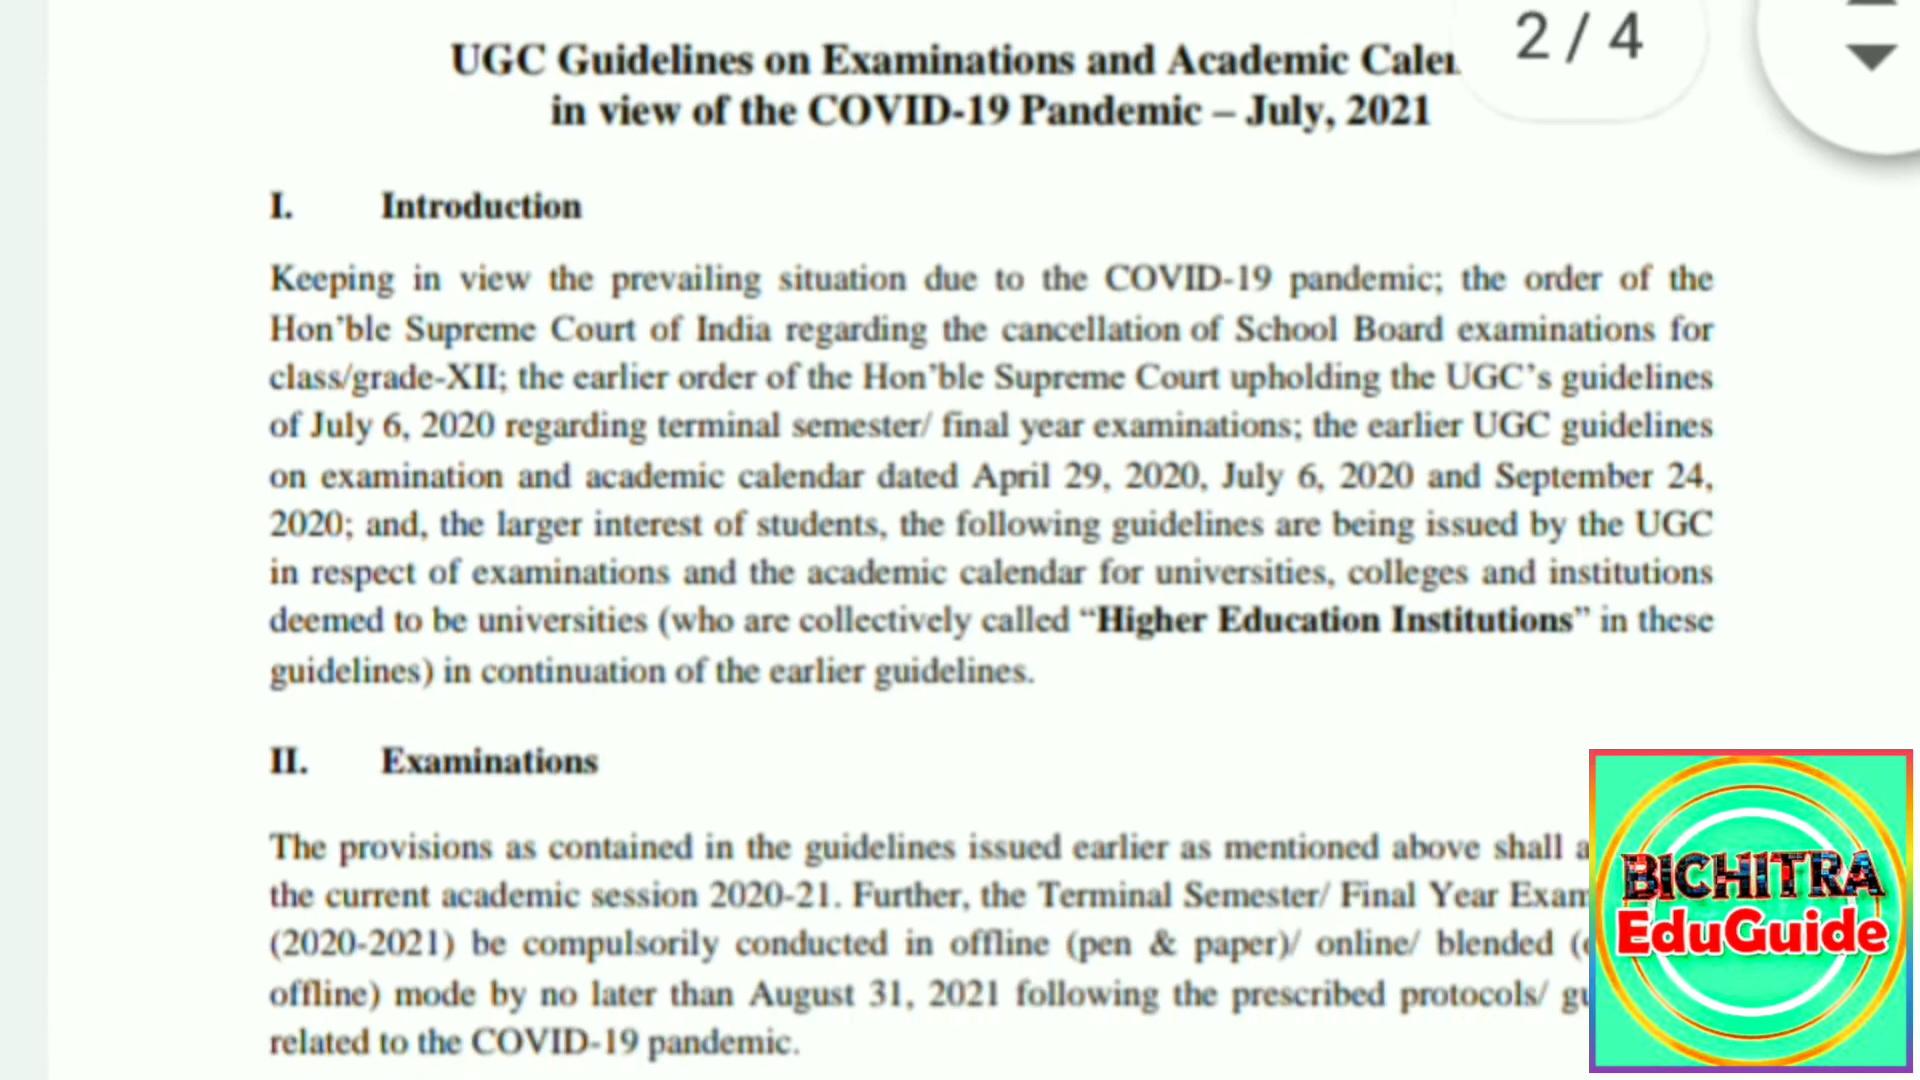 UGC Guidelines on Examinations and Academic
2 / 4
in view of the COVID-19 Pandemic – July, 2021
I. Introduction
Keeping in view the prevailing situation due to the COVID-19 pandemic; the order of the
Hon'ble Supreme Court of India regarding the cancellation of School Board examinations for
class/grade-XII; the earlier order of the Hon'ble Supreme Court upholding the UGC's guidelines
of July 6, 2020 regarding terminal semester/ final year examinations; the earlier UGC guidelines
on examination and academic calendar dated April 29, 2020, July 6, 2020 and September 24,
2020; and, the larger interest of students, the following guidelines are being issued by the UGC
in respect of examinations and the academic calendar for universities, colleges and institutions
deemed to be universities (who are collectively called “Higher Education Institutions” in these
guidelines) in continuation of the earlier guidelines.
II. Examinations
The provisions as contained in the guidelines issued earlier as mentioned above shall
the current academic session 2020-21. Further, the Terminal Semester/ Final Year
(2020-2021) be compulsorily conducted in offline (pen & paper)/ online/ blended
offline) mode by no later than August 31, 2021 following the prescribed protocols/
related to the COVID-19 pandemic.
BICHITRA
EduGuide